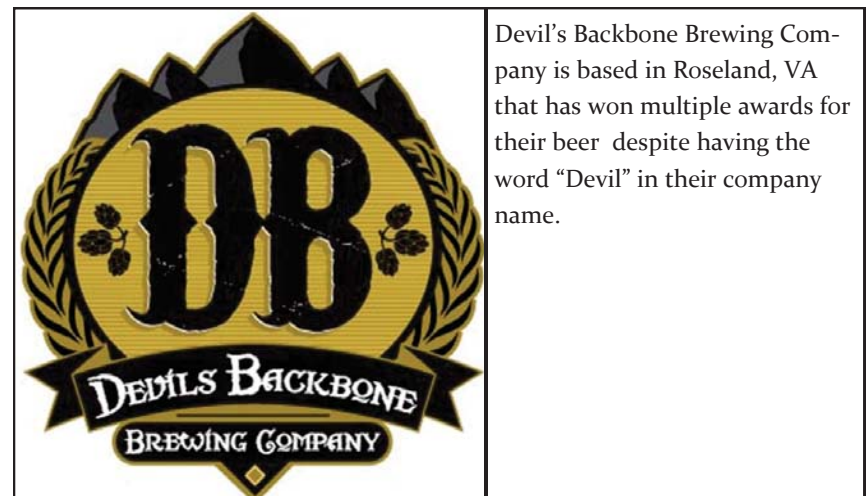 DB
DEVILS BACKBONE
BREWING COMPANY
Devil’s Backbone Brewing Com-
pany is based in Roseland, VA
that has won multiple awards for
their beer  despite having the
word “Devil” in their company
name.